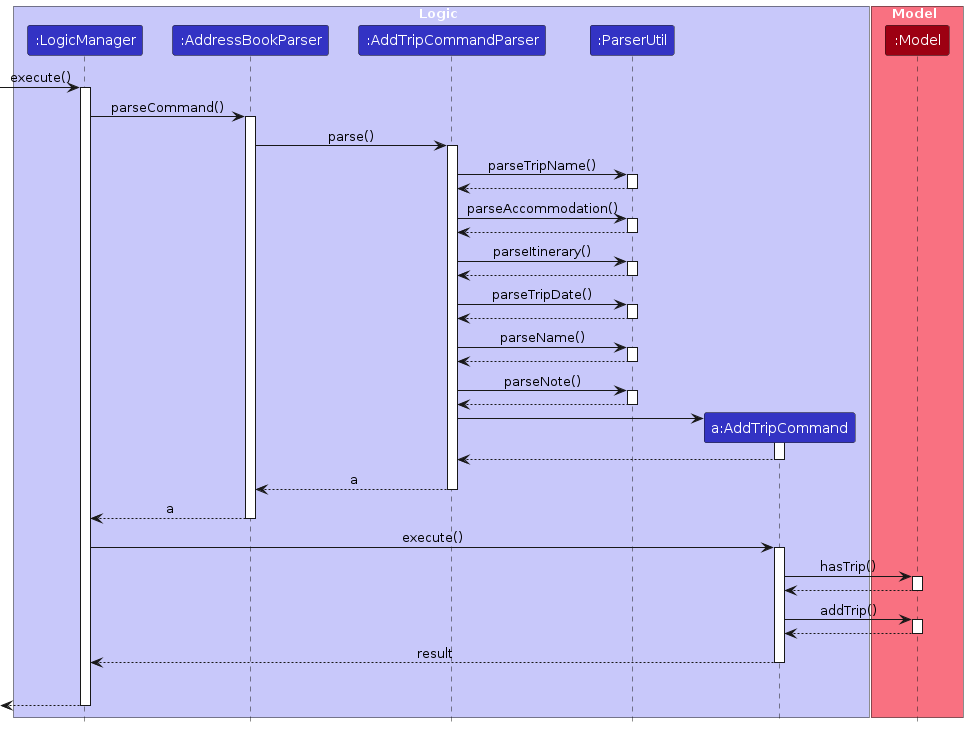 Logic
Model
:LogicManager
:AddressBookParser
:AddTripCommandParser
:ParserUtil
:Model
execute()
parseCommand()
parse()
parseTripName()
parseAccommodation()
parseItinerary()
parseTripDate()
parseName()
parseNote()
a:AddTripCommand
a
a
execute()
hasTrip()
addTrip()
result